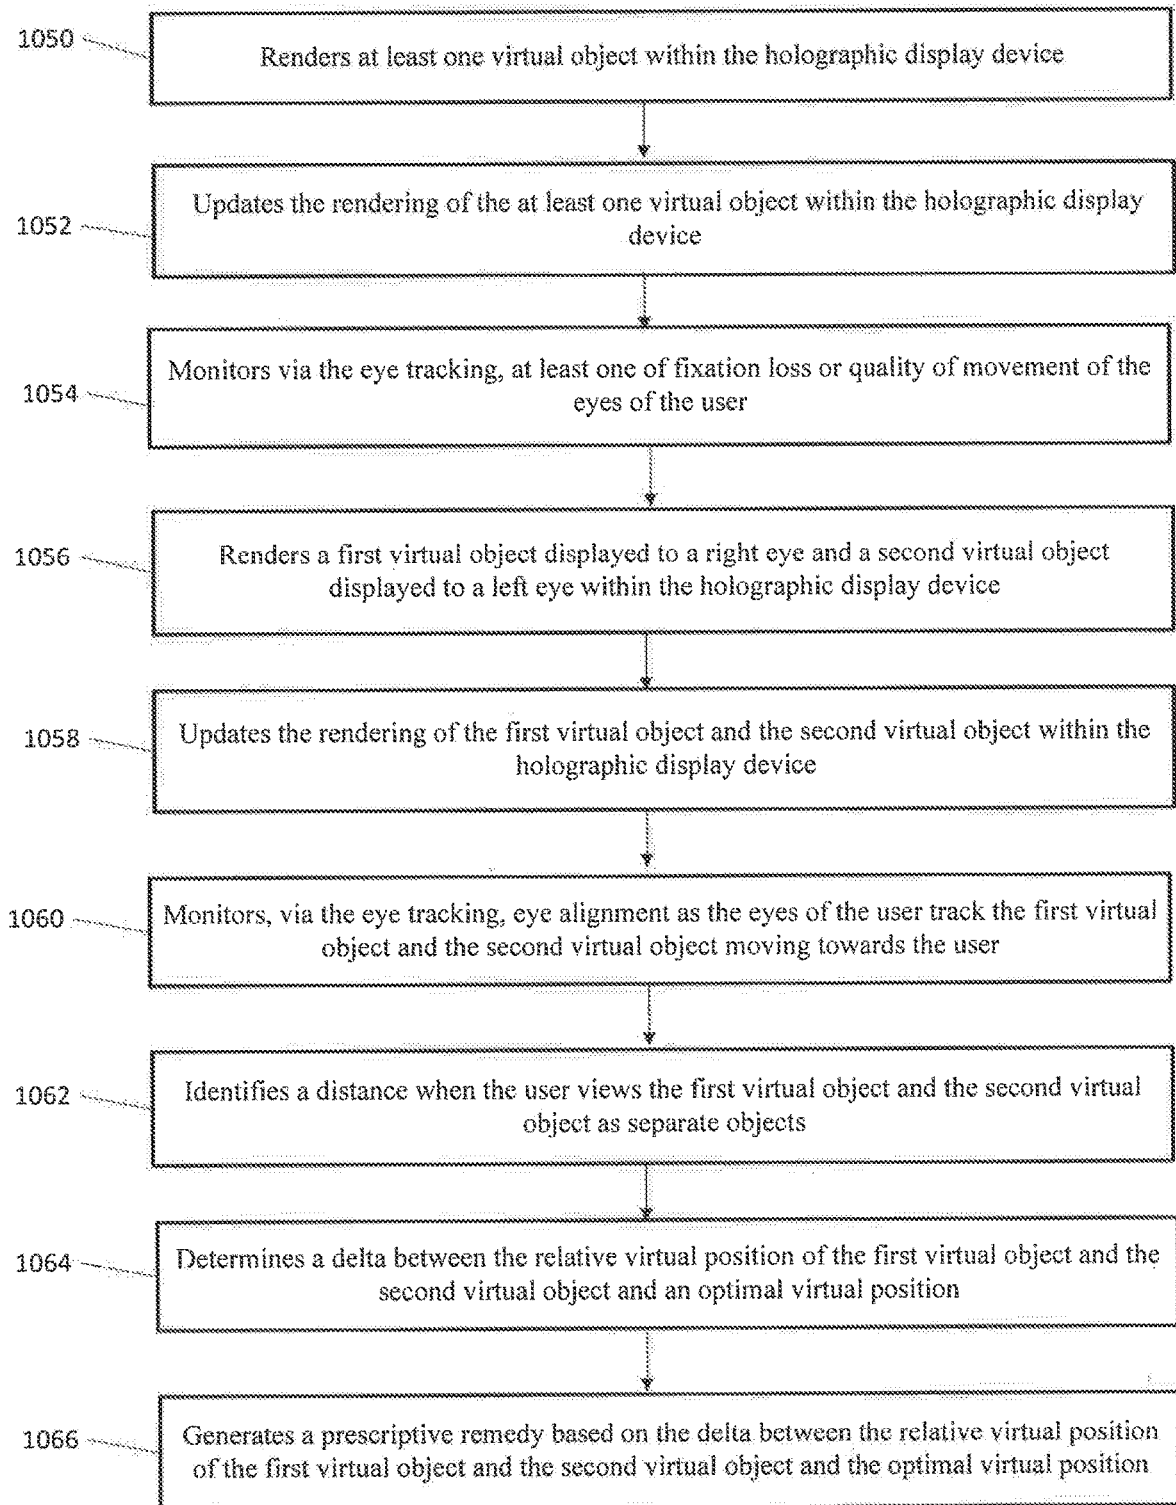 1050
Renders at least one virtual object within the holographic display device
1052
Updates the rendering of the at least one virtual object within the holographic display
device
1054
Monitors via the eye tracking, at least one of fixation loss or quality of movement of the
eyes of the user
1056
Renders a first virtual object displayed to a right eye and a second virtual object
displayed to a left eye within the holographic display device
1058
Updates the rendering of the first virtual object and the second virtual object within the
holographic display device
1060
Monitors, via the eye tracking, eye alignment as the eyes of the user track the first virtual
object and the second virtual object moving towards the user
1062
Identifies a distance when the user views the first virtual object and the second virtual
object as separate objects
1064
Determines a delta between the relative virtual position of the first virtual object and the
second virtual object and an optimal virtual position
1066
Generates a prescriptive remedy based on the delta between the relative virtual position
of the first virtual object and the second virtual object and the optimal virtual position